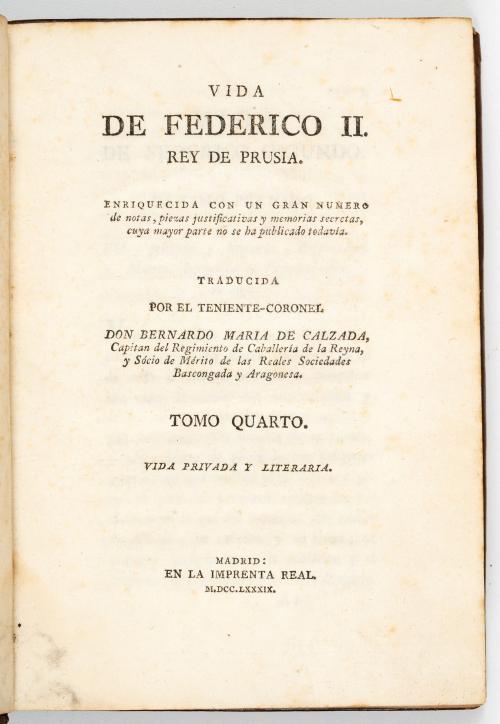 VIDA
DE FEDERICO II.
REY DE PRUSIA.
ENRIQUECIDA CON UN GRAN NUMERO
de notas, piezas justificativas y memorias secretas,
cuya mayor parte no se ha publicado todavía.
TRADUCIDA
POR EL TENIENTE-CORONEL
DON BERNARDO MARIA DE CALZADA,
Capitan del Regimiento de Caballería de la Reyna,
y Sócio de Mérito de las Reales Sociedades
Bascongada y Aragonesa.
TOMO QUARTO.
VIDA PRIVADA Y LITERARIA.
MADRID:
EN LA IMPRENTA REAL.
M.DCC.LXXXIX.